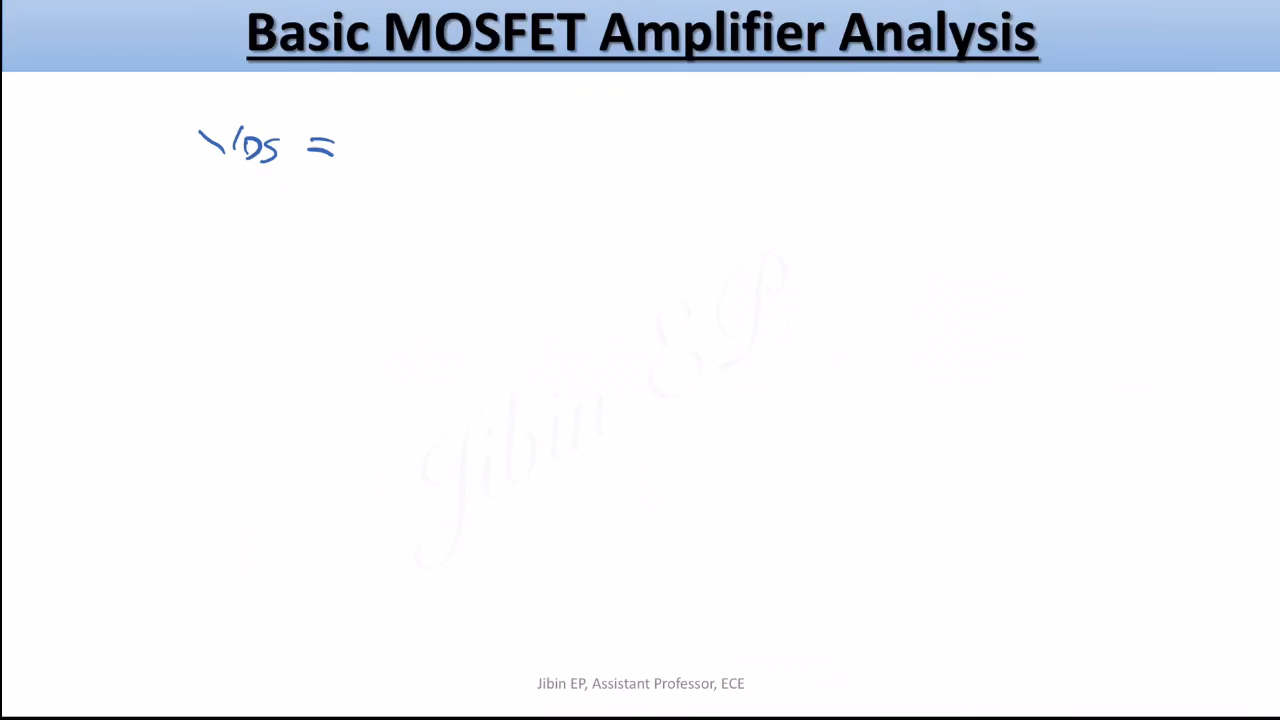 Basic MOSFET Amplifier Analysis
VDS =
Jibin EP
Jibin EP, Assistant Professor, ECE